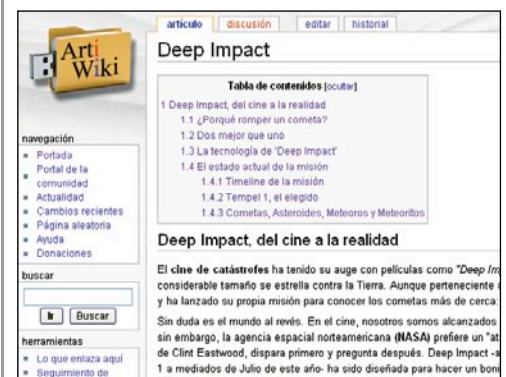 Arti
Wiki
artículo
discusión
editar
historial
Deep Impact
Tabla de contenidos [ocultar]
1 Deep Impact, del cine a la realidad
1.1 ¿Porqué romper un cometa?
1.2 Dos mejor que uno
1.3 La tecnología de 'Deep Impact'
1.4 El estado actual de la misión
1.4.1 Timeline de la misión
1.4.2 Tempel 1, el elegido
1.4.3 Cometas, Asteroides, Meteoros y Meteoritos
navegación
Portada
Portal de la
comunidad
Actualidad
Cambios recientes
Página aleatoria
Ayuda
Donaciones
buscar
Ir
Buscar
herramientas
Lo que enlaza aquí
Seguimiento de
Deep Impact, del cine a la realidad
El cine de catástrofes ha tenido su auge con películas como "Deep Im
considerable tamaño se estrella contra la Tierra. Aunque perteneciente
y ha lanzado su propia misión para conocer los cometas más de cerca:
Sin duda es el mundo al revés. En el cine, nosotros somos alcanzados
sin embargo, la agencia espacial norteamericana (NASA) prefiere un "at
de Clint Eastwood, dispara primero y pregunta después. Deep Impact -a
1 a mediados de Julio de este año- ha sido diseñada para hacer un boni